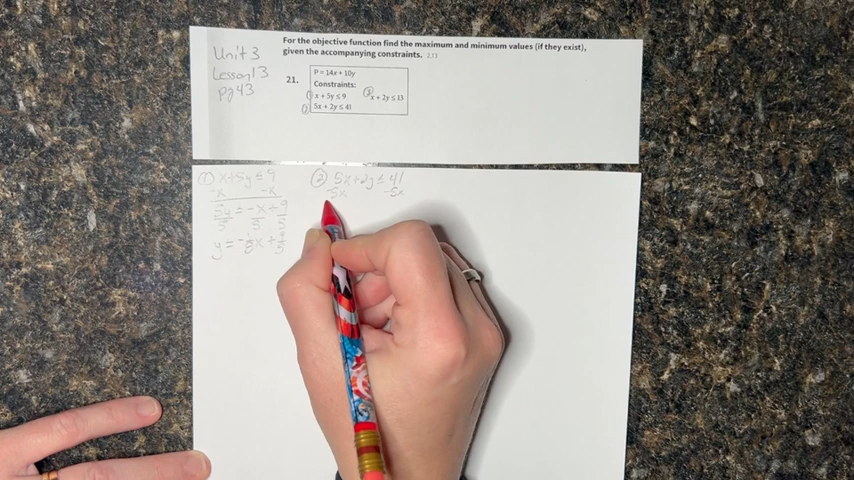 Unit 3
Lesson 13
pg 43
For the objective function find the maximum and minimum values (if they exist),
given the accompanying constraints. 2.13
21.
P = 14x + 10y
Constraints:
① x + 5y ≤ 9
② 5x + 2y ≤ 41
③ x + 2y ≤ 13
① x+5y ≤ 9
-x -x
5y ≤ -x + 9
5 5 5
y = -1/5x + 9/5
② 5x+2y ≤ 41
-5x -5x